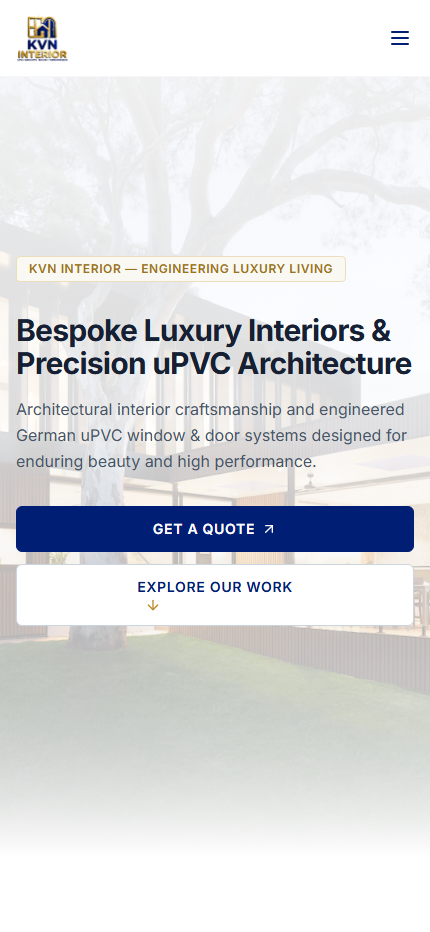 KVN
INTERIOR
KVN INTERIOR — ENGINEERING LUXURY LIVING
Bespoke Luxury Interiors &
Precision uPVC Architecture
Architectural interior craftsmanship and engineered
German uPVC window & door systems designed for
enduring beauty and high performance.
GET A QUOTE
EXPLORE OUR WORK